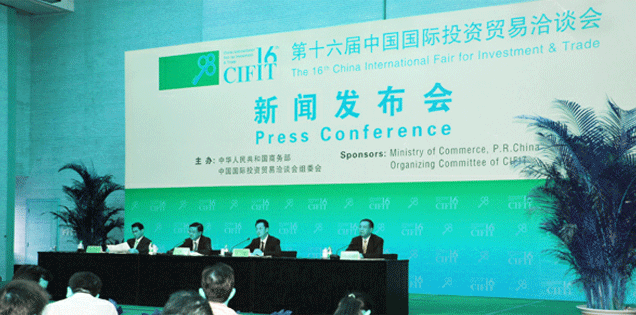 98
16th
CIFIT
第十六届中国国际投资贸易洽谈会
The 16th China International Fair for Investment & Trade
新闻发布会
Press Conference
主办：中华人民共和国商务部
中国国际投资贸易洽谈会组委会
Sponsors: Ministry of Commerce, P.R.China
Organizing Committee of CIFIT